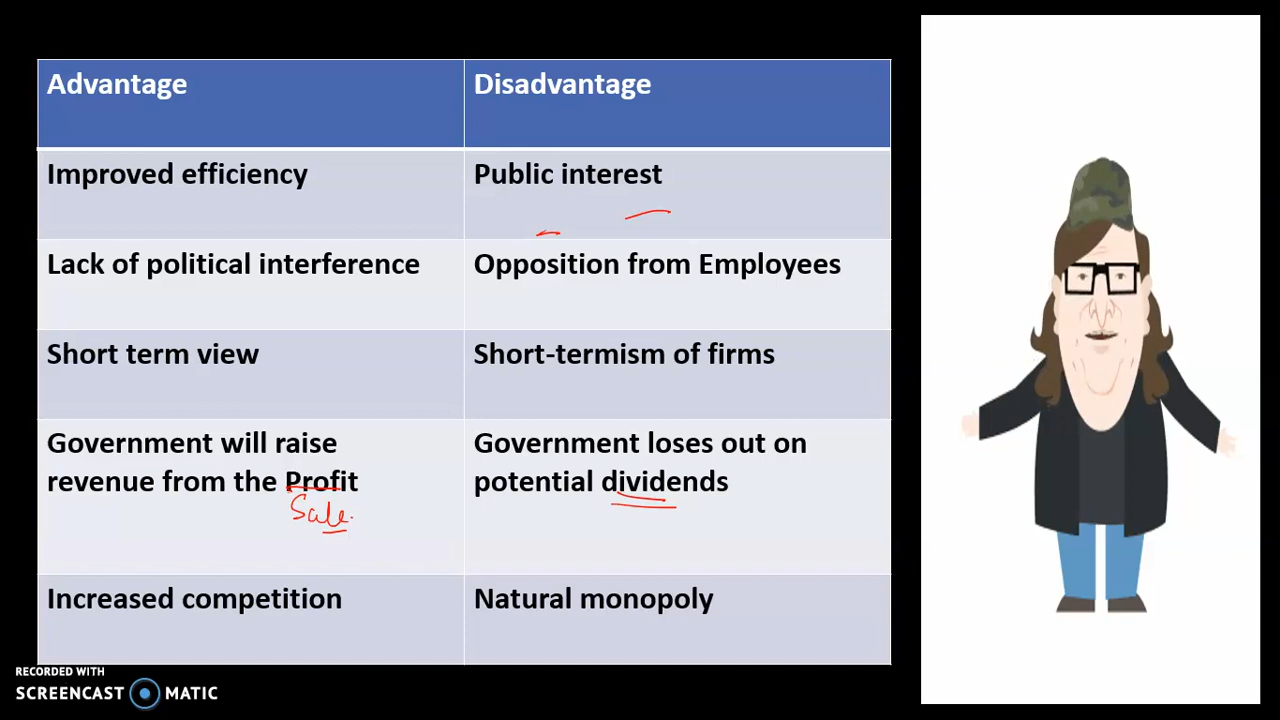 Advantage
Disadvantage
Improved efficiency
Public interest
Lack of political interference
Opposition from Employees
Short term view
Short-termism of firms
Government will raise
revenue from the Profit
Sale.
Government loses out on
potential dividends
Increased competition
Natural monopoly
RECORDED WITH
SCREENCAST MATIC